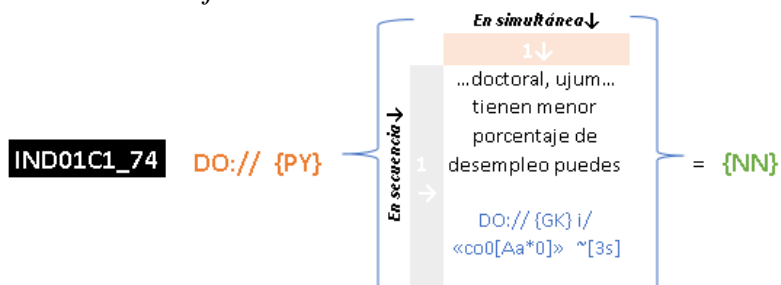 En simultánea↓
1↓
En secuencia→
1
→
...doctoral, ujum...
tienen menor
porcentaje de
desempleo puedes
IND01C1_74 DO:// {PY} = {NN}
DO:// {GK} i/
«co0[Aa*0]» ~[3s]